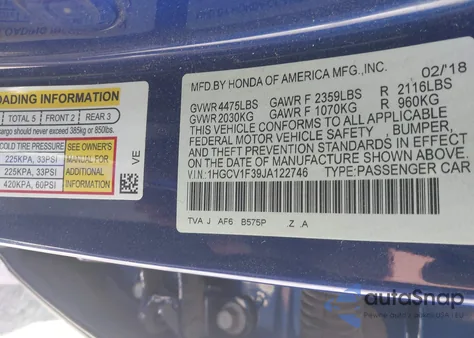 OADING INFORMATION
TOTAL 5 FRONT 2 REAR 3
cargo should never exceed 385kg or 850lbs.
COLD TIRE PRESSURE
225KPA, 33PSI
225KPA, 33PSI
420KPA, 60PSI
SEE OWNER'S
MANUAL FOR
ADDITIONAL
INFORMATION
VE
MFD.BY HONDA OF AMERICA MFG.,INC. 02/'18
GVWR 4475LBS GAWR F 2359LBS R 2116LBS
GVWR 2030KG GAWR F 1070KG R 960KG
THIS VEHICLE CONFORMS TO ALL APPLICABLE
FEDERAL MOTOR VEHICLE SAFETY , BUMPER,
AND THEFT PREVENTION STANDARDS IN EFFECT
ON THE DATE OF MANUFACTURE SHOWN ABOVE.
V.I.N:1HGCV1F39JA122746 TYPE:PASSENGER CAR
TVA J AF6 B575P .Z .A
autoSnap